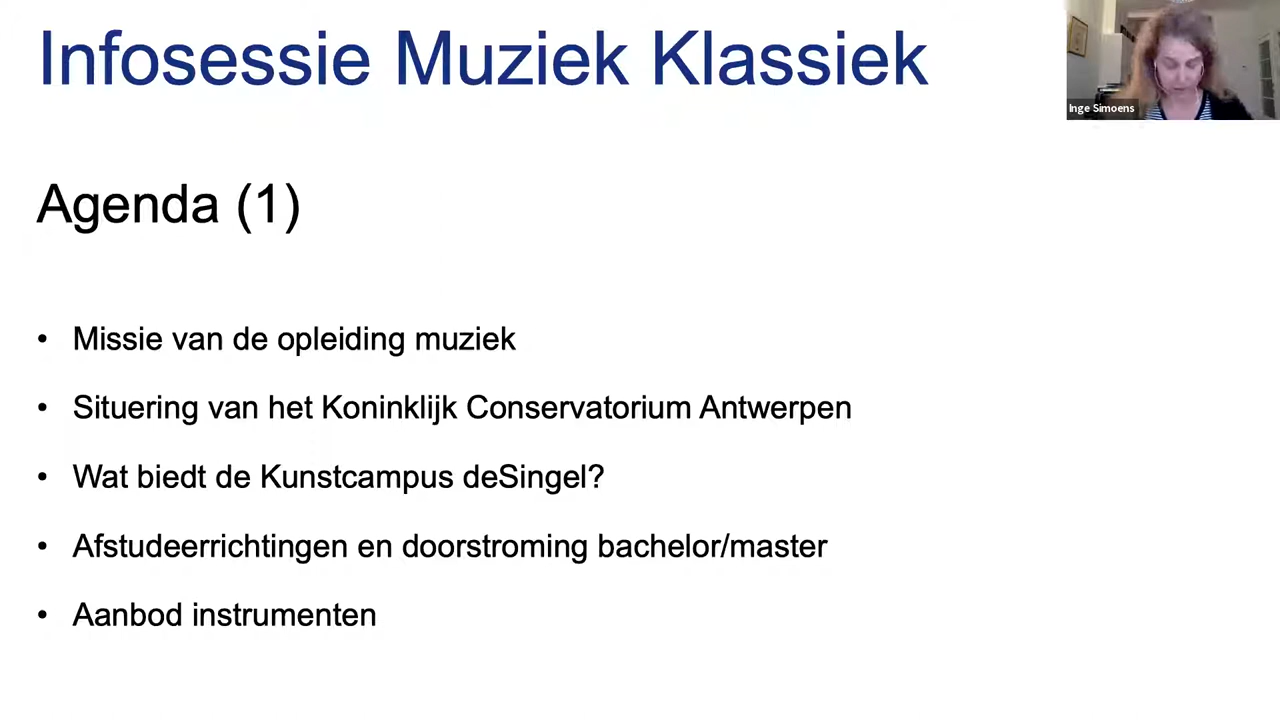 Infosessie Muziek Klassiek
Inge Simoens
Agenda (1)
• Missie van de opleiding muziek
• Situering van het Koninklijk Conservatorium Antwerpen
• Wat biedt de Kunstcampus deSingel?
• Afstudeerrichtingen en doorstroming bachelor/master
• Aanbod instrumenten